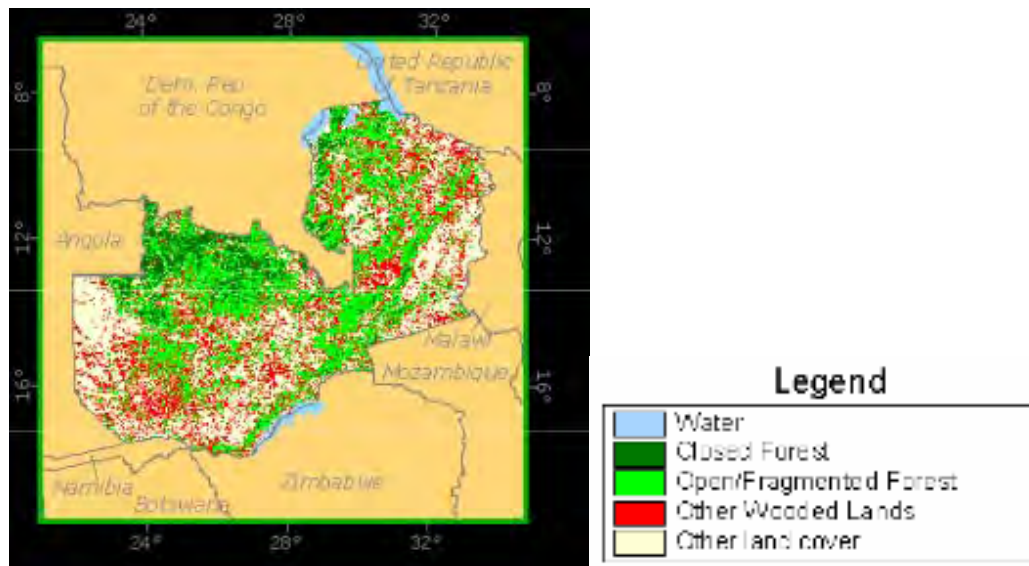 24° 28° 32°
United Republic
of Tanzania
Dem. Rep.
of the Congo
8° 8°
Angola
12° 12°
Malawi
Mozambique
16° 16°
Zimbabwe
Namibia
Botswana
24° 28° 32°
Legend
Water
Closed Forest
Open/Fragmented Forest
Other Wooded Lands
Other land cover